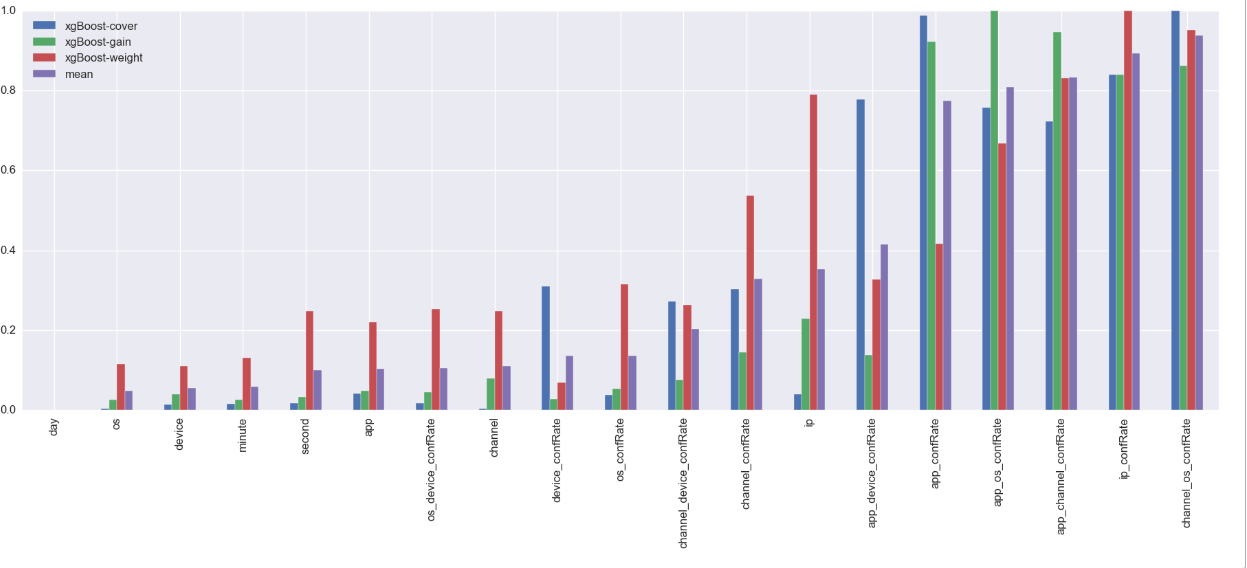 1.0
0.8
0.6
0.4
0.2
0.0
xgBoost-cover
xgBoost-gain
xgBoost-weight
mean
day
os
device
minute
second
app
os_device_confRate
channel
device_confRate
os_confRate
channel_device_confRate
channel_confRate
ip
app_device_confRate
app_confRate
app_os_confRate
app_channel_confRate
ip_confRate
channel_os_confRate